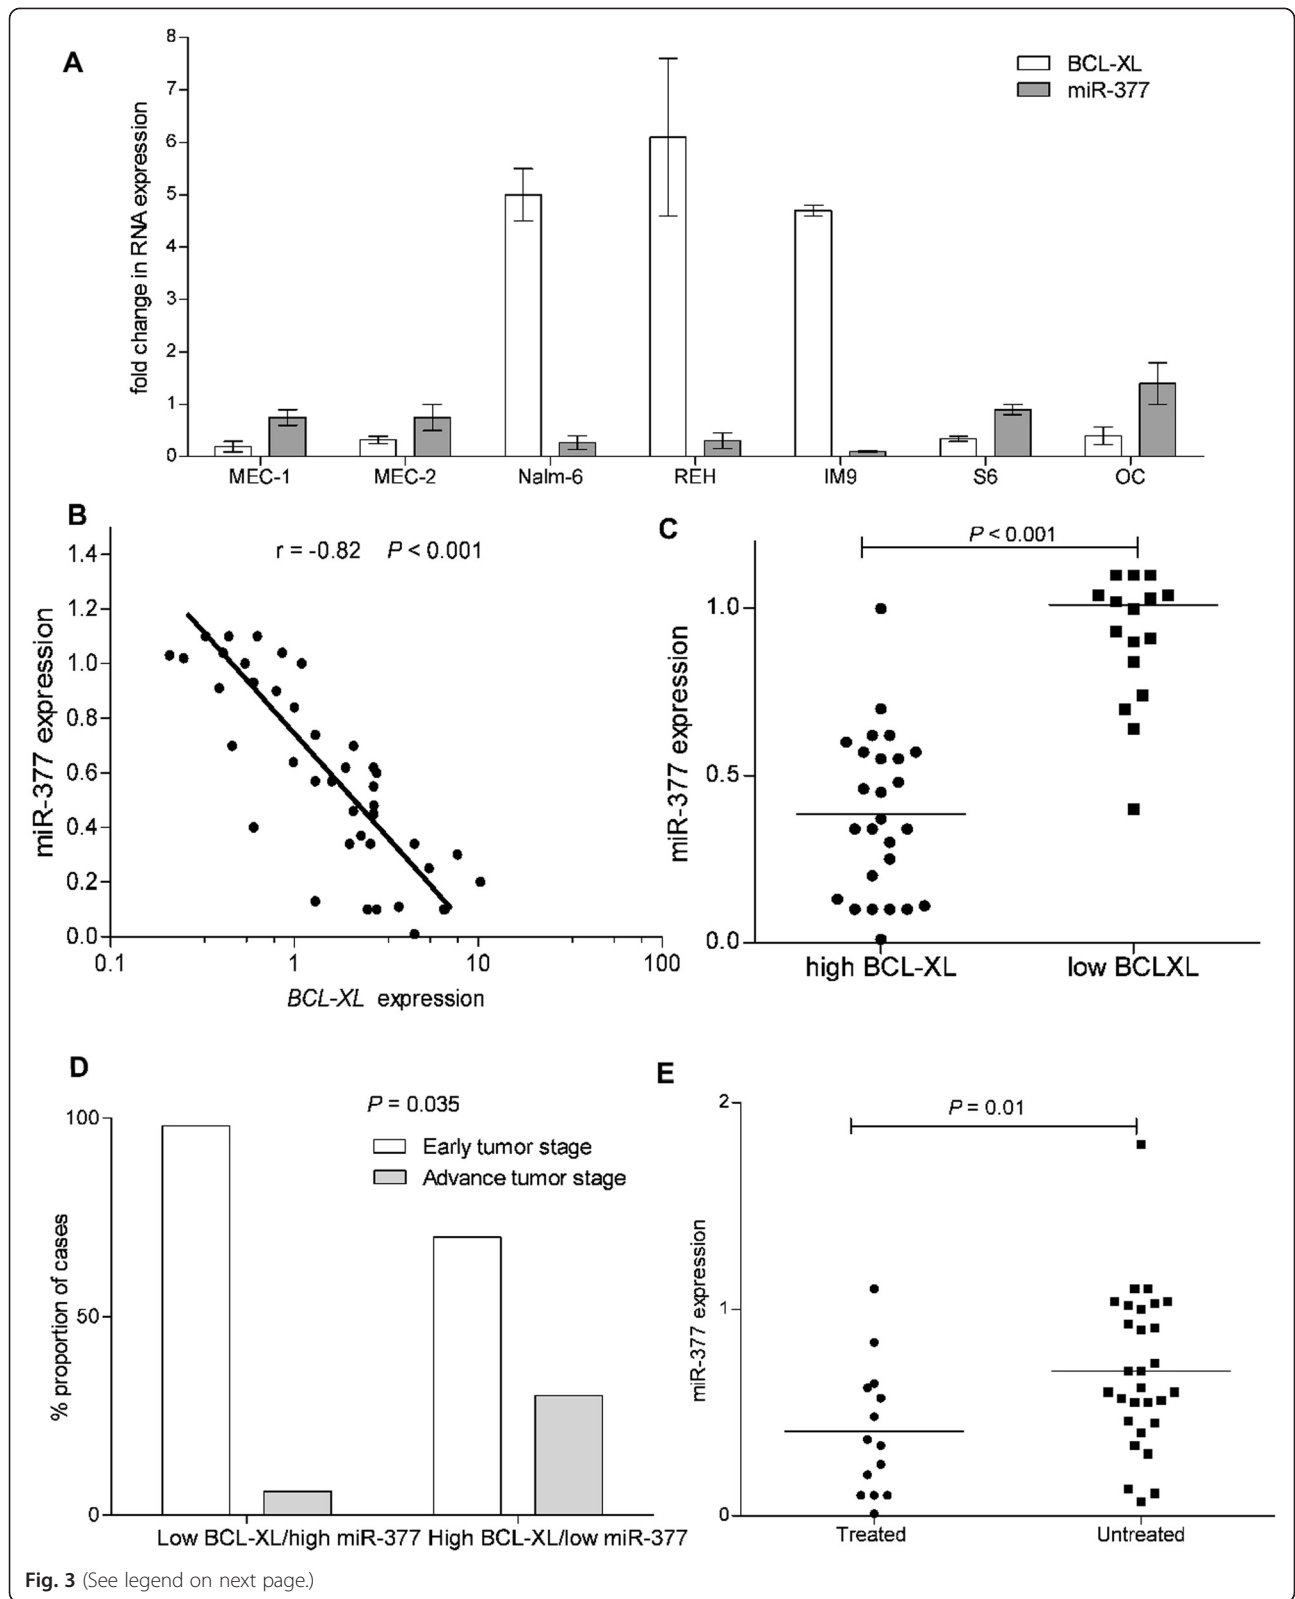 A
BCL-XL
miR-377
fold change in RNA expression
8
7
6
5
4
3
2
1
0
MEC-1 MEC-2 Nalm-6 REH IM9 S6 OC
B
r = -0.82 P < 0.001
miR-377 expression
1.4
1.2
1.0
0.8
0.6
0.4
0.2
0.0
0.1 1 10 100
BCL-XL expression
C
P < 0.001
miR-377 expression
1.0
0.5
0.0
high BCL-XL low BCLXL
D
P = 0.035
Early tumor stage
Advance tumor stage
% proportion of cases
100
50
0
Low BCL-XL/high miR-377 High BCL-XL/low miR-377
E
P = 0.01
miR-377 expression
2
1
0
Treated Untreated
Fig. 3 (See legend on next page.)